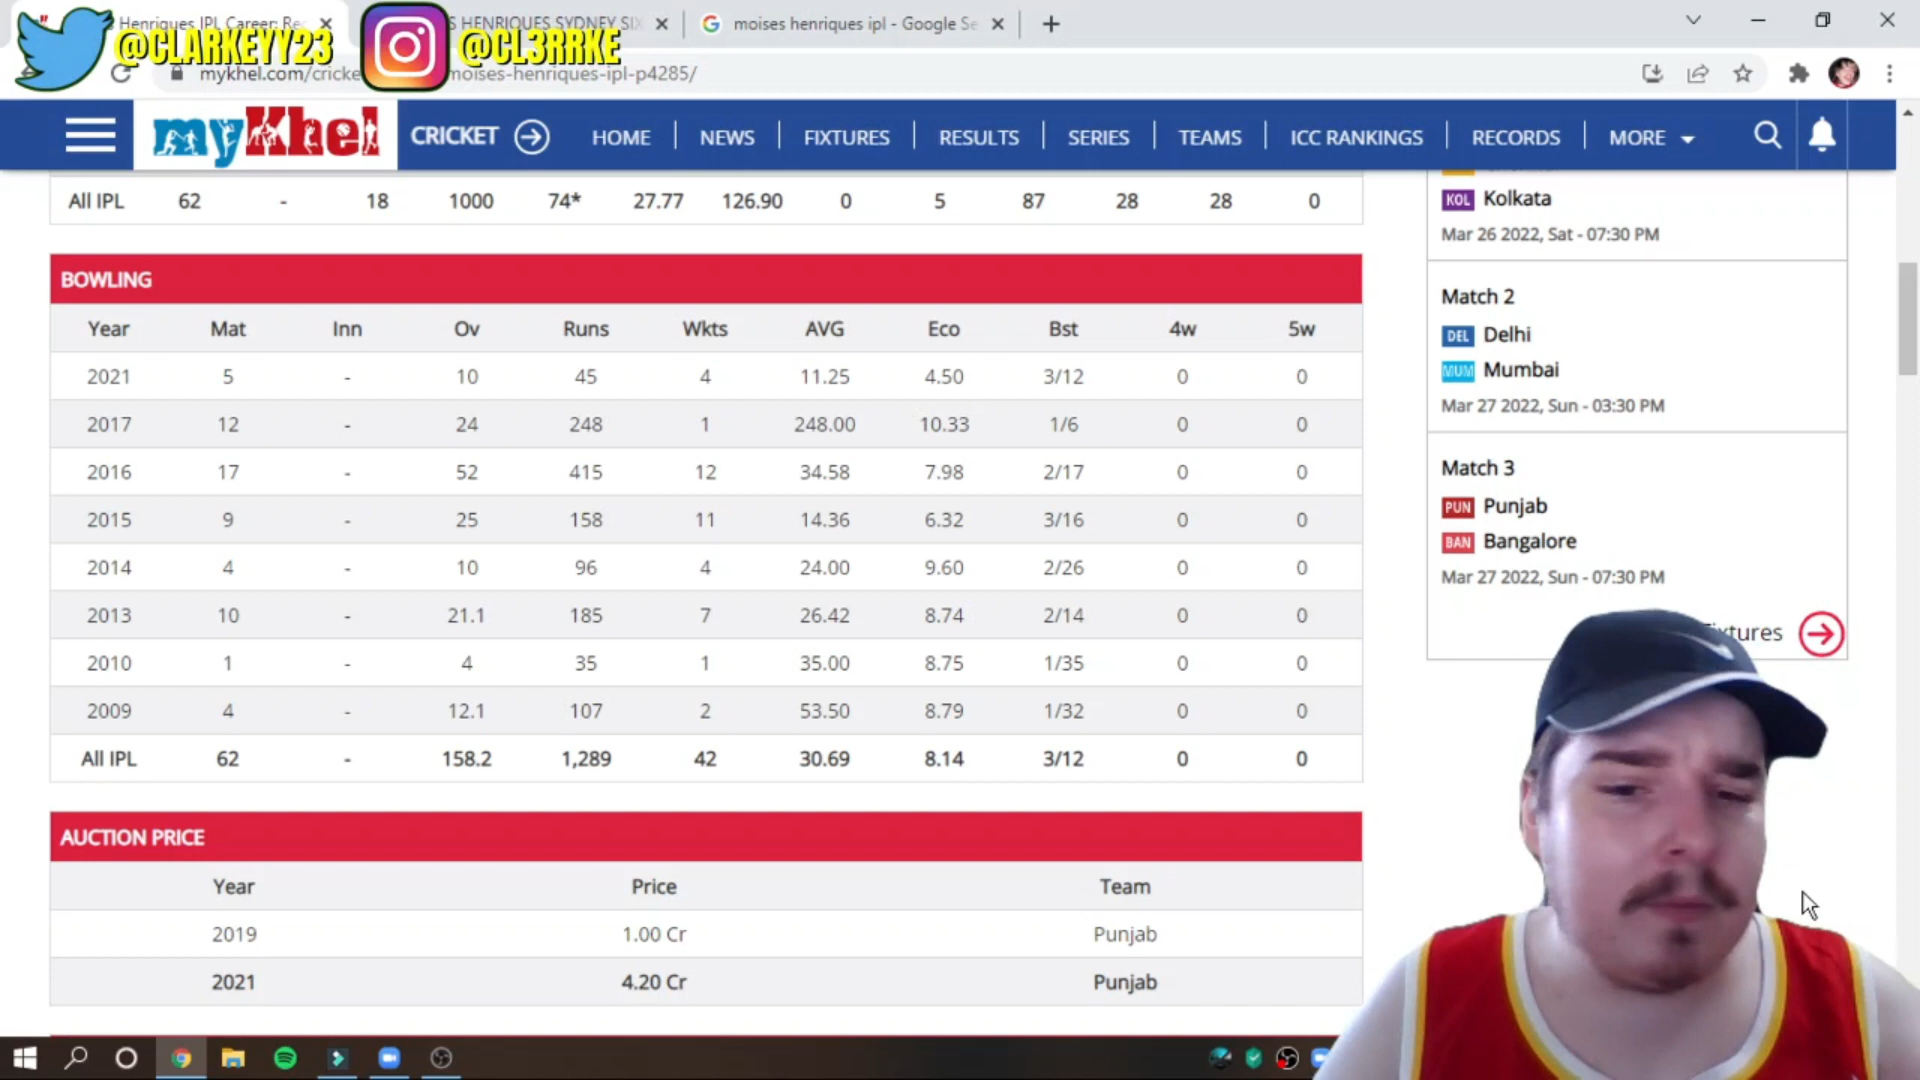 Henriques IPL Career: Re
S HENRIQUES SYDNEY SIX
moises henriques ipl - Google Se
@CLARKEYY23
@CL3RRKE
mykhel.com/cricke
moises-henriques-ipl-p4285/
myKhel
CRICKET HOME NEWS FIXTURES RESULTS SERIES TEAMS ICC RANKINGS RECORDS MORE
All IPL 62 - 18 1000 74* 27.77 126.90 0 5 87 28 28 0
BOWLING
Year Mat Inn Ov Runs Wkts AVG Eco Bst 4w 5w
2021 5 - 10 45 4 11.25 4.50 3/12 0 0
2017 12 - 24 248 1 248.00 10.33 1/6 0 0
2016 17 - 52 415 12 34.58 7.98 2/17 0 0
2015 9 - 25 158 11 14.36 6.32 3/16 0 0
2014 4 - 10 96 4 24.00 9.60 2/26 0 0
2013 10 - 21.1 185 7 26.42 8.74 2/14 0 0
2010 1 - 4 35 1 35.00 8.75 1/35 0 0
2009 4 - 12.1 107 2 53.50 8.79 1/32 0 0
All IPL 62 - 158.2 1,289 42 30.69 8.14 3/12 0 0
AUCTION PRICE
Year Price Team
2019 1.00 Cr Punjab
2021 4.20 Cr Punjab
KOL Kolkata
Mar 26 2022, Sat - 07:30 PM
Match 2
DEL Delhi
MUM Mumbai
Mar 27 2022, Sun - 03:30 PM
Match 3
PUN Punjab
BAN Bangalore
Mar 27 2022, Sun - 07:30 PM
ixtures